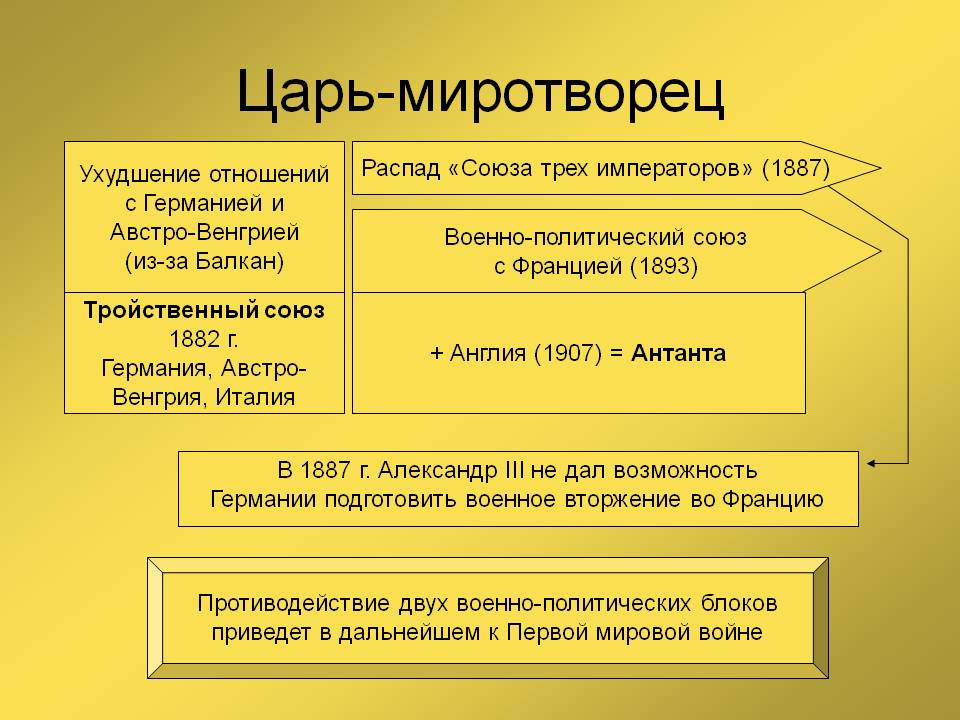 Царь-миротворец
Ухудшение отношений
с Германией и
Австро-Венгрией
(из-за Балкан)
Распад «Союза трех императоров» (1887)
Военно-политический союз
с Францией (1893)
Тройственный союз
1882 г.
Германия, Австро-
Венгрия, Италия
+ Англия (1907) = Антанта
В 1887 г. Александр III не дал возможность
Германии подготовить военное вторжение во Францию
Противодействие двух военно-политических блоков
приведет в дальнейшем к Первой мировой войне